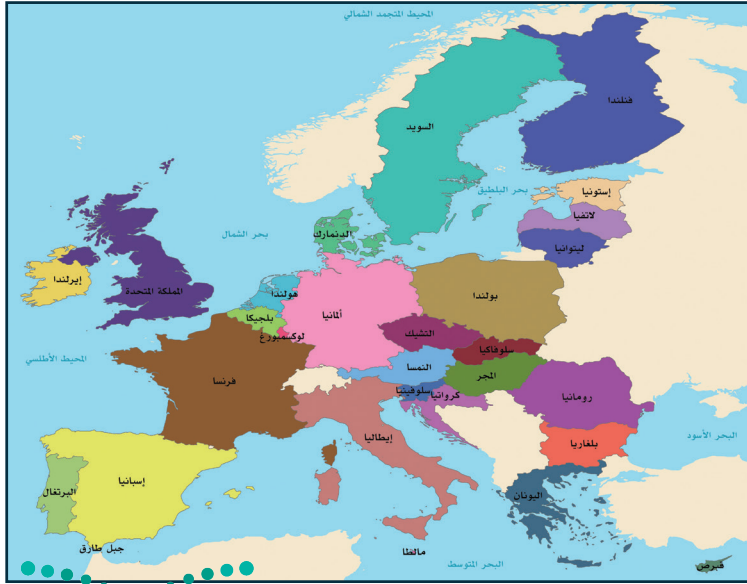 المحيط المتجمد الشمالي
فنلندا
السويد
بحر البلطيق
إستونيا
لاتفيا
ليتوانيا
بحر الشمال
الدنمارك
إيرلندا
المملكة المتحدة
هولندا
بلجيكا
لوكسمبورغ
ألمانيا
بولندا
التشيك
سلوفاكيا
النمسا
المجر
المحيط الأطلسي
فرنسا
سلوفينيا
كرواتيا
رومانيا
إيطاليا
بلغاريا
البحر الأسود
البرتغال
إسبانيا
اليونان
جبل طارق
مالطا
البحر المتوسط
قبرص